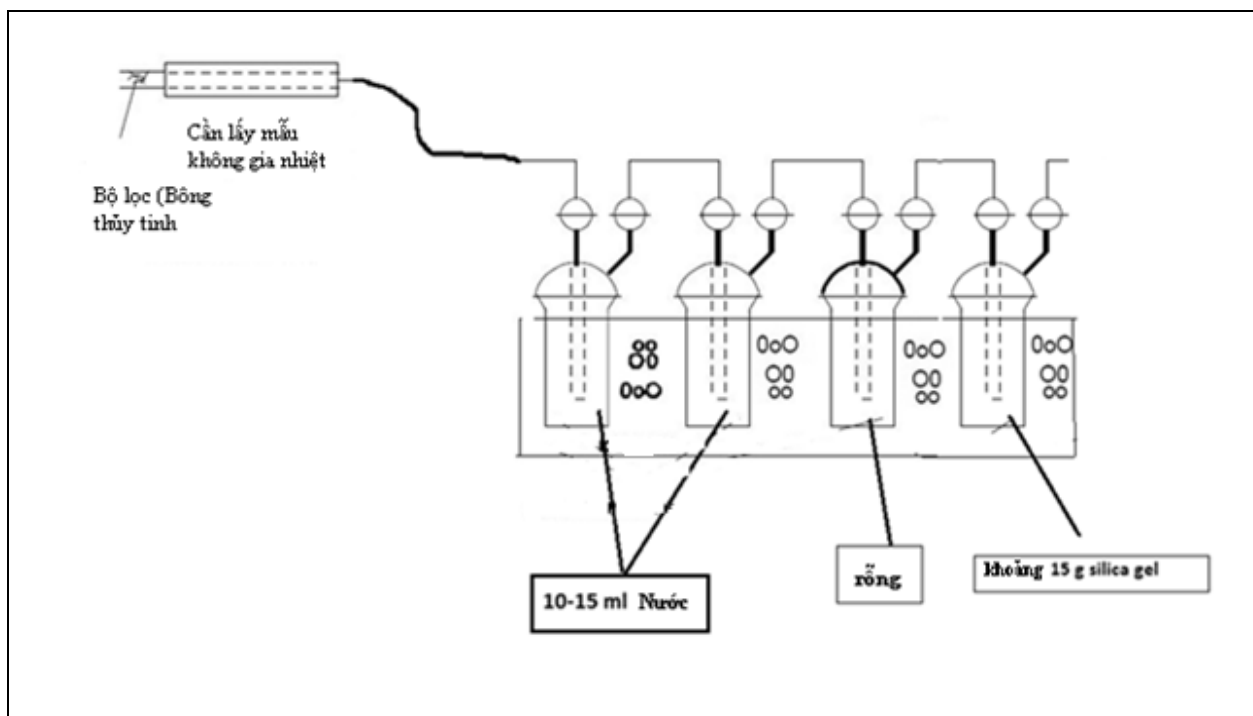 Cần lấy mẫu
không gia nhiệt
Bộ lọc (Bông
thủy tinh
10-15 ml Nước
rỗng
khoảng 15 g silica gel